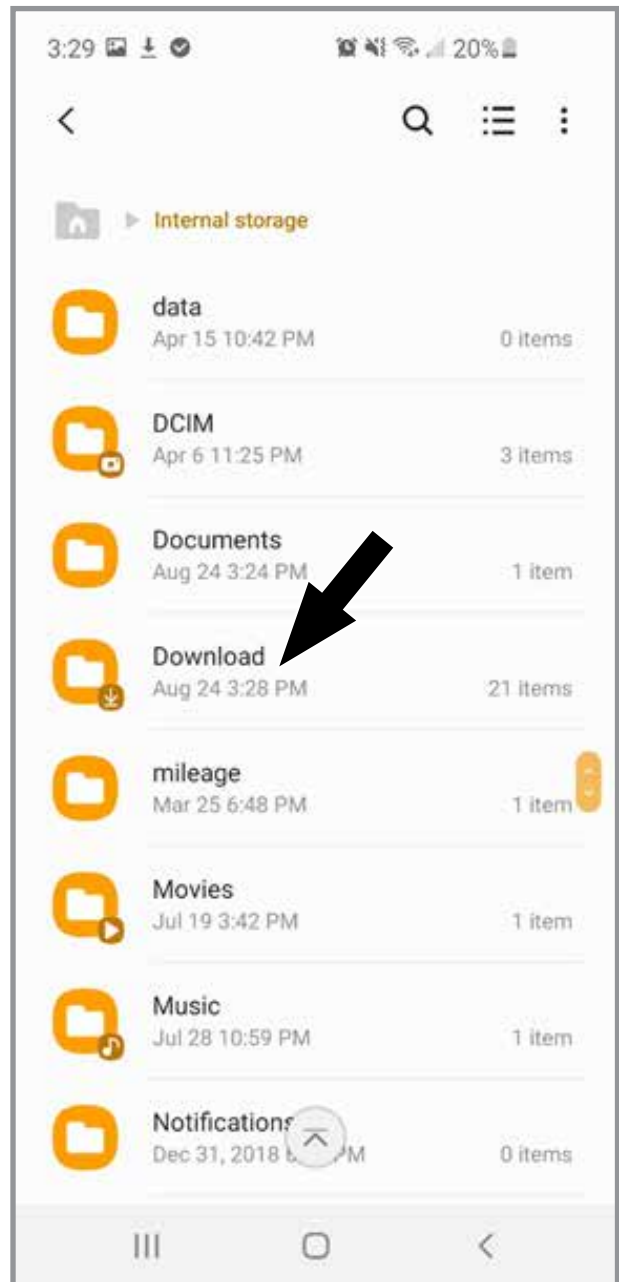 3:29 20%
Internal storage
data
Apr 15 10:42 PM 0 items
DCIM
Apr 6 11:25 PM 3 items
Documents
Aug 24 3:24 PM 1 item
Download
Aug 24 3:28 PM 21 items
mileage
Mar 25 6:48 PM 1 item
Movies
Jul 19 3:42 PM 1 item
Music
Jul 28 10:59 PM 1 item
Notifications
Dec 31, 2018 PM 0 items